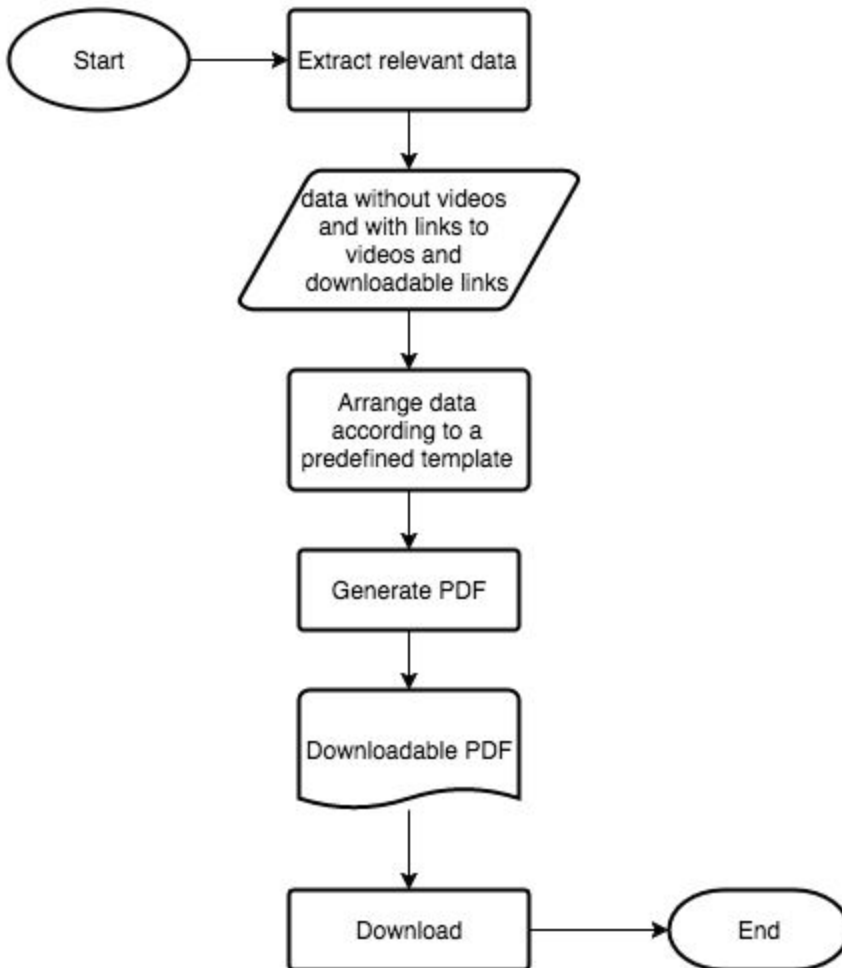 Start
Extract relevant data
data without videos
and with links to
videos and
downloadable links
Arrange data
according to a
predefined template
Generate PDF
Downloadable PDF
Download
End